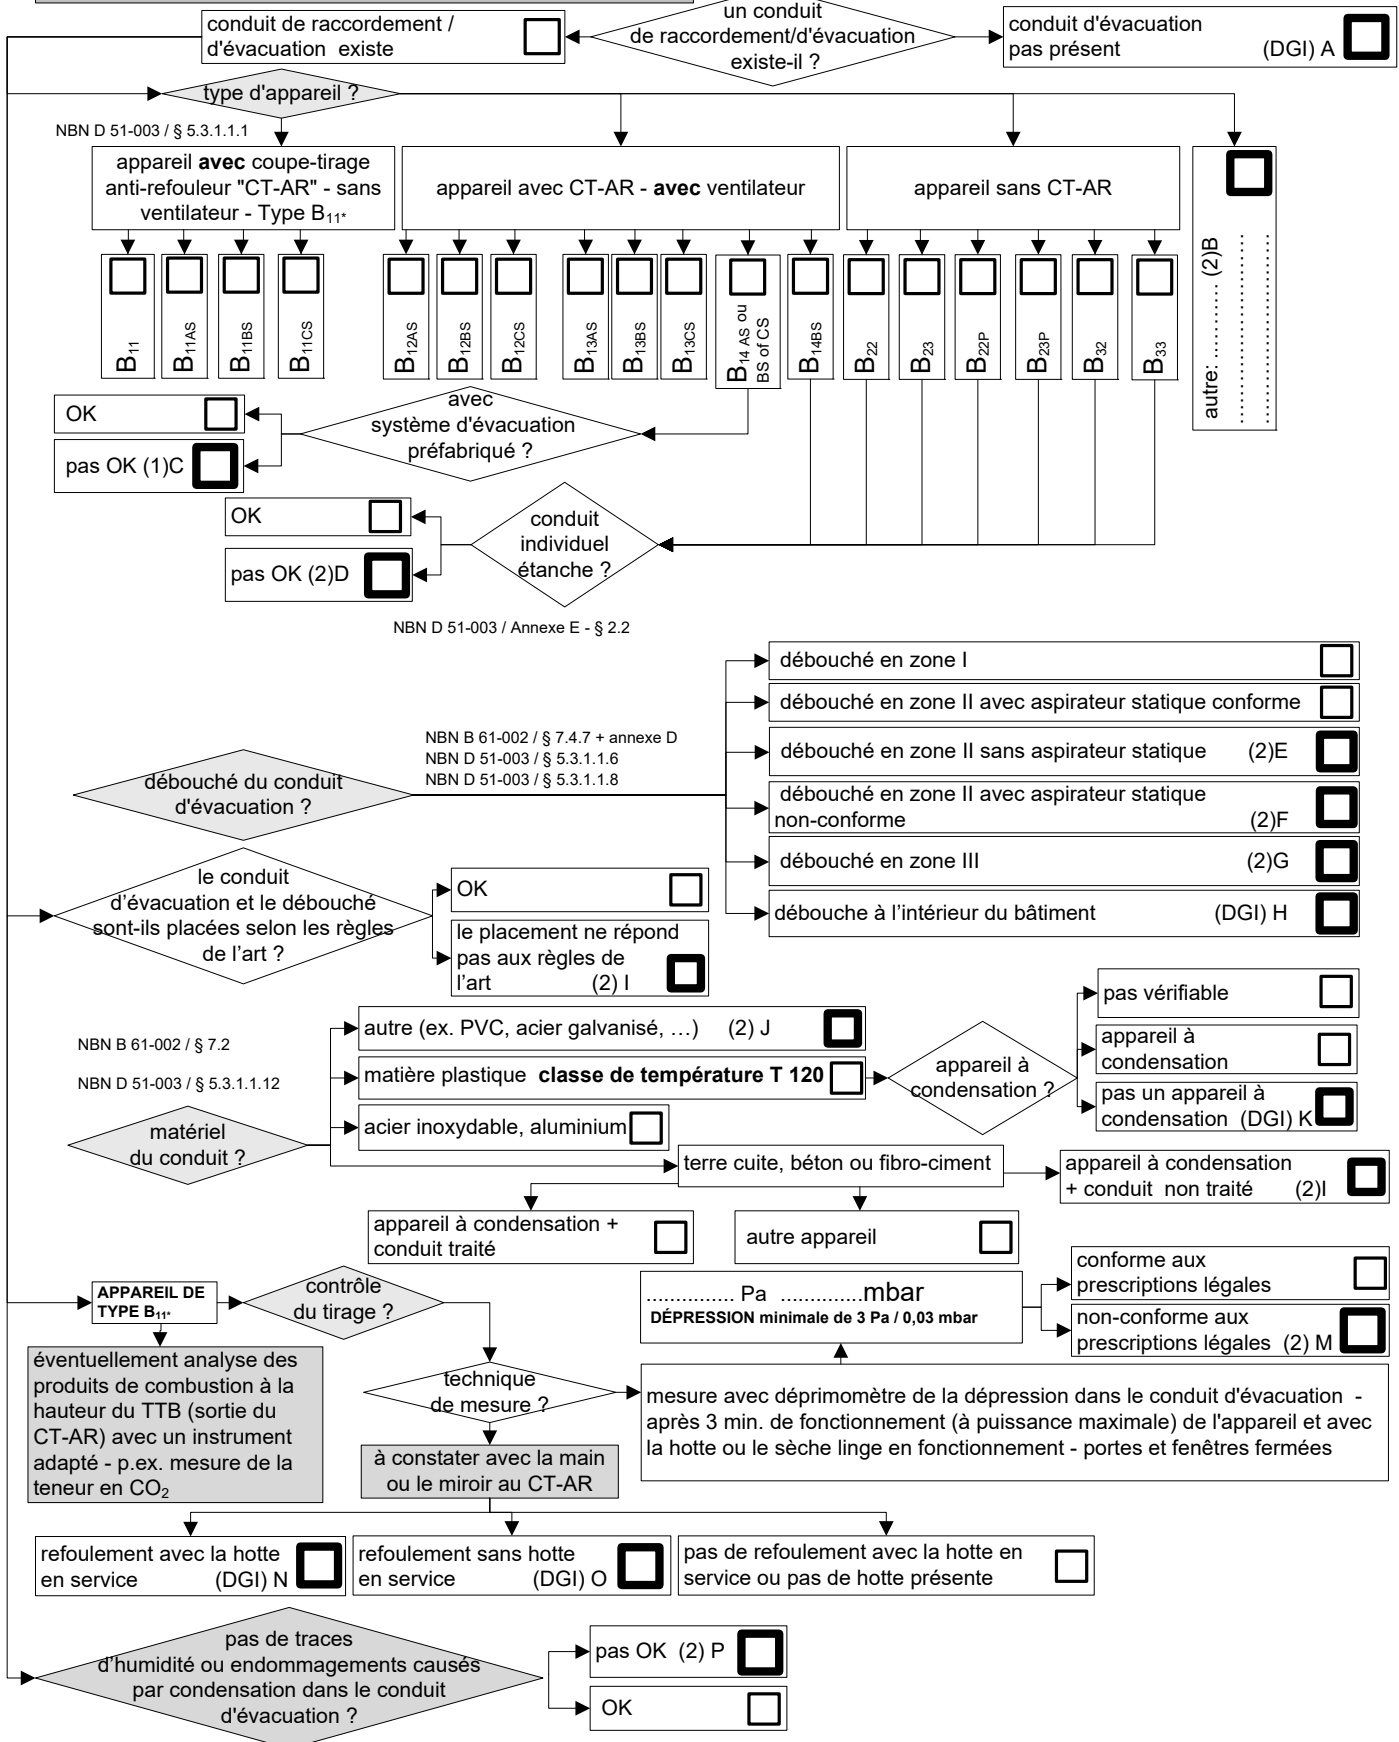 un conduit
de raccordement/d'évacuation
existe-il ?
conduit de raccordement /
d'évacuation existe
conduit d'évacuation
pas présent (DGI) A
type d'appareil ?
NBN D 51-003 / § 5.3.1.1.1
appareil avec coupe-tirage
anti-refouleur "CT-AR" - sans
ventilateur - Type B11*
appareil avec CT-AR - avec ventilateur
appareil sans CT-AR
B11
B11AS
B11BS
B11CS
B12AS
B12BS
B12CS
B13AS
B13BS
B13CS
B14 AS ou
BS of CS
B14BS
B22
B23
B22P
B23P
B32
B33
autre: ............ (2)B
avec
système d'évacuation
préfabriqué ?
OK
pas OK (1)C
conduit
individuel
étanche ?
OK
pas OK (2)D
NBN D 51-003 / Annexe E - § 2.2
débouché du conduit
d'évacuation ?
NBN B 61-002 / § 7.4.7 + annexe D
NBN D 51-003 / § 5.3.1.1.6
NBN D 51-003 / § 5.3.1.1.8
débouché en zone I
débouché en zone II avec aspirateur statique conforme
débouché en zone II sans aspirateur statique (2)E
débouché en zone II avec aspirateur statique
non-conforme (2)F
débouché en zone III (2)G
débouche à l'intérieur du bâtiment (DGI) H
le conduit
d'évacuation et le débouché
sont-ils placées selon les règles
de l'art ?
OK
le placement ne répond
pas aux règles de
l'art (2) I
NBN B 61-002 / § 7.2
NBN D 51-003 / § 5.3.1.1.12
matériel
du conduit ?
autre (ex. PVC, acier galvanisé, …) (2) J
matière plastique classe de température T 120
acier inoxydable, aluminium
appareil à
condensation ?
pas vérifiable
appareil à
condensation
pas un appareil à
condensation (DGI) K
terre cuite, béton ou fibro-ciment
appareil à condensation
+ conduit non traité (2)l
appareil à condensation +
conduit traité
autre appareil
APPAREIL DE
TYPE B11*
contrôle
du tirage ?
............... Pa ..............mbar
DÉPRESSION minimale de 3 Pa / 0,03 mbar
conforme aux
prescriptions légales
non-conforme aux
prescriptions légales (2) M
éventuellement analyse des
produits de combustion à la
hauteur du TTB (sortie du
CT-AR) avec un instrument
adapté - p.ex. mesure de la
teneur en CO2
technique
de mesure ?
mesure avec déprimomètre de la dépression dans le conduit d'évacuation -
après 3 min. de fonctionnement (à puissance maximale) de l'appareil et avec
la hotte ou le sèche linge en fonctionnement - portes et fenêtres fermées
à constater avec la main
ou le miroir au CT-AR
refoulement avec la hotte
en service (DGI) N
refoulement sans hotte
en service (DGI) O
pas de refoulement avec la hotte en
service ou pas de hotte présente
pas de traces
d'humidité ou endommagements causés
par condensation dans le conduit
d'évacuation ?
pas OK (2) P
OK